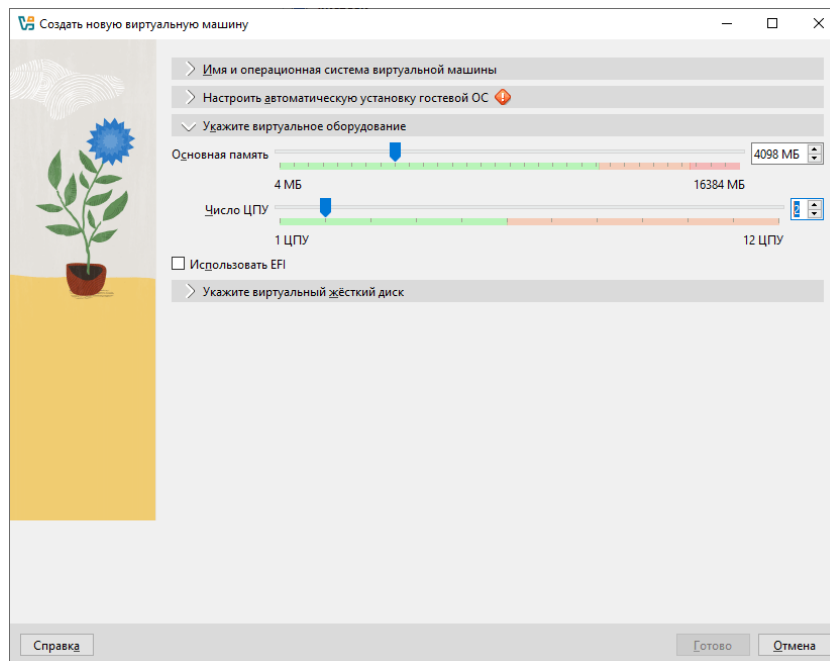 Создать новую виртуальную машину
Имя и операционная система виртуальной машины
Настроить автоматическую установку гостевой ОС
Укажите виртуальное оборудование
Основная память
4098 МБ
4 МБ 16384 МБ
Число ЦПУ
2
1 ЦПУ 12 ЦПУ
Использовать EFI
Укажите виртуальный жёсткий диск
Справка Готово Отмена